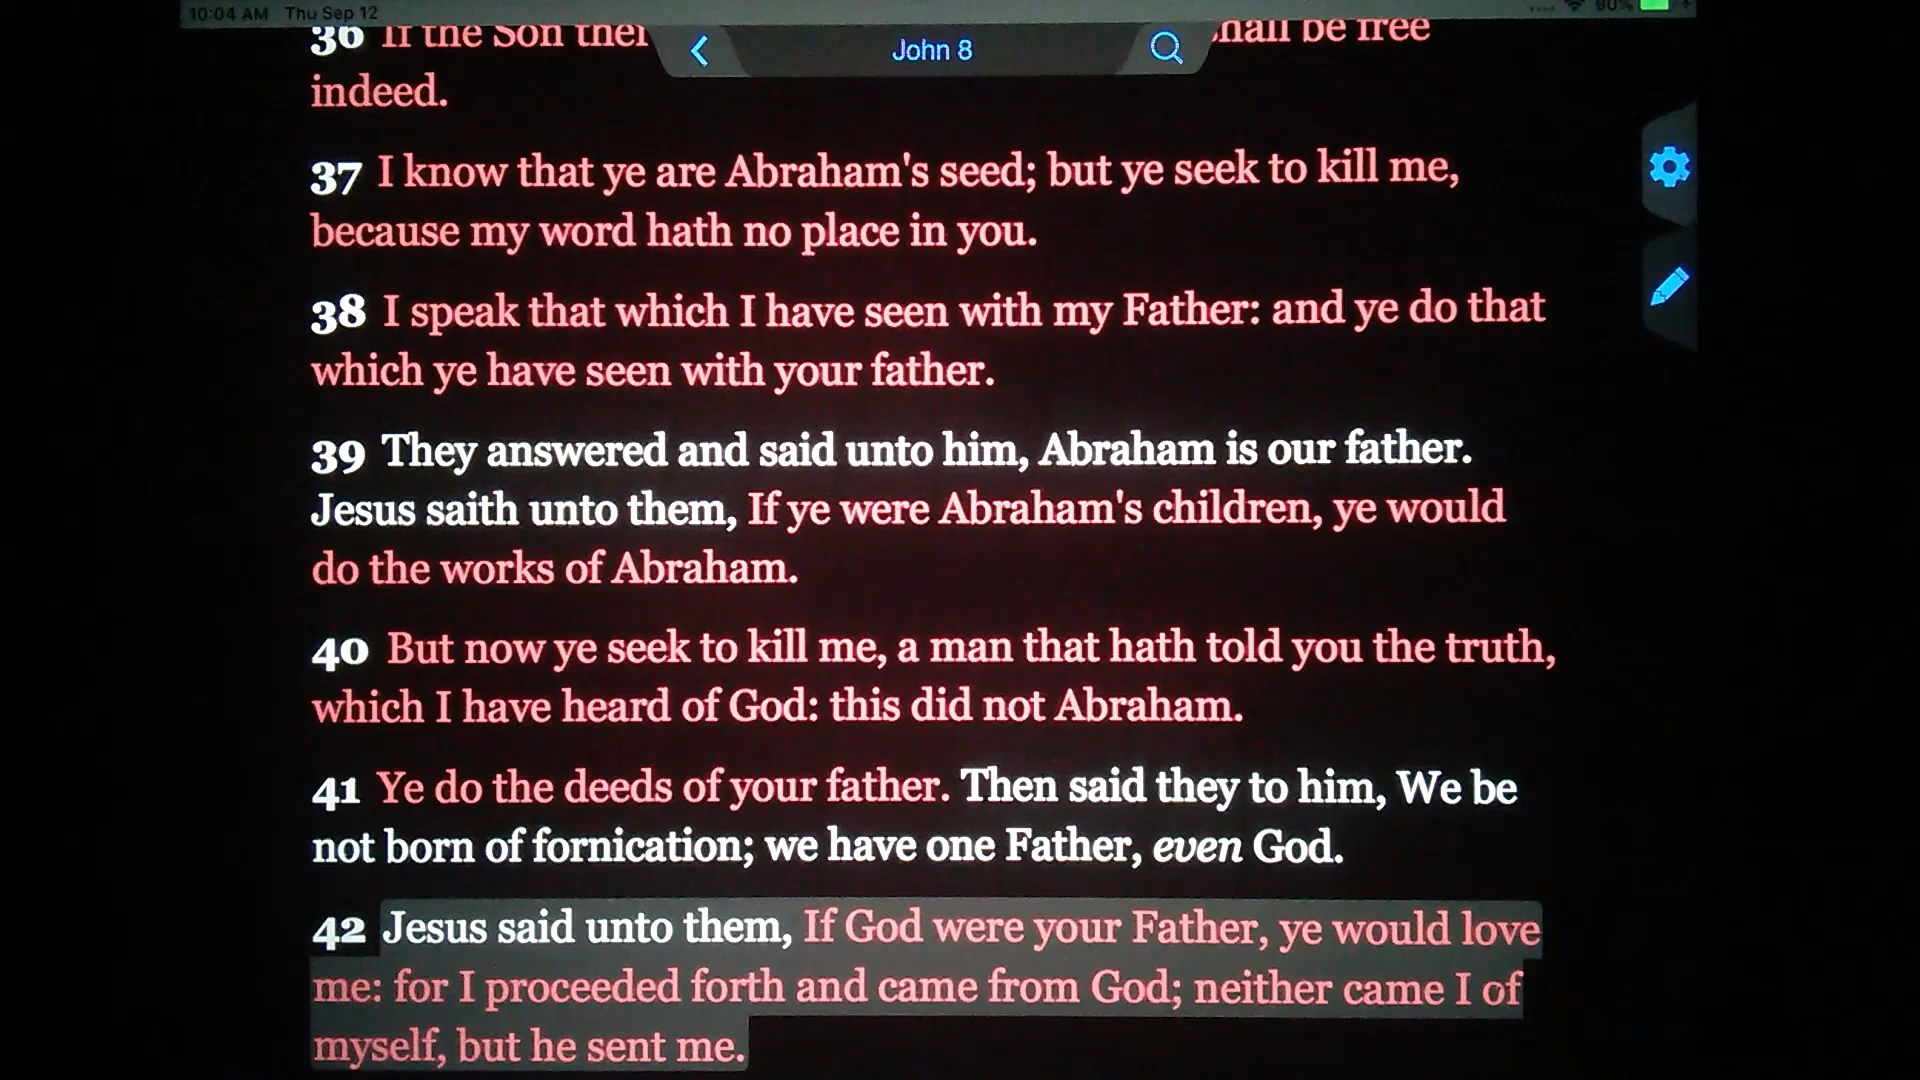 10:04 AM Thu Sep 12 90%
John 8
36 If the Son shall be free
indeed.
37 I know that ye are Abraham's seed; but ye seek to kill me,
because my word hath no place in you.
38 I speak that which I have seen with my Father: and ye do that
which ye have seen with your father.
39 They answered and said unto him, Abraham is our father.
Jesus saith unto them, If ye were Abraham's children, ye would
do the works of Abraham.
40 But now ye seek to kill me, a man that hath told you the truth,
which I have heard of God: this did not Abraham.
41 Ye do the deeds of your father. Then said they to him, We be
not born of fornication; we have one Father, even God.
42 Jesus said unto them, If God were your Father, ye would love
me: for I proceeded forth and came from God; neither came I of
myself, but he sent me.